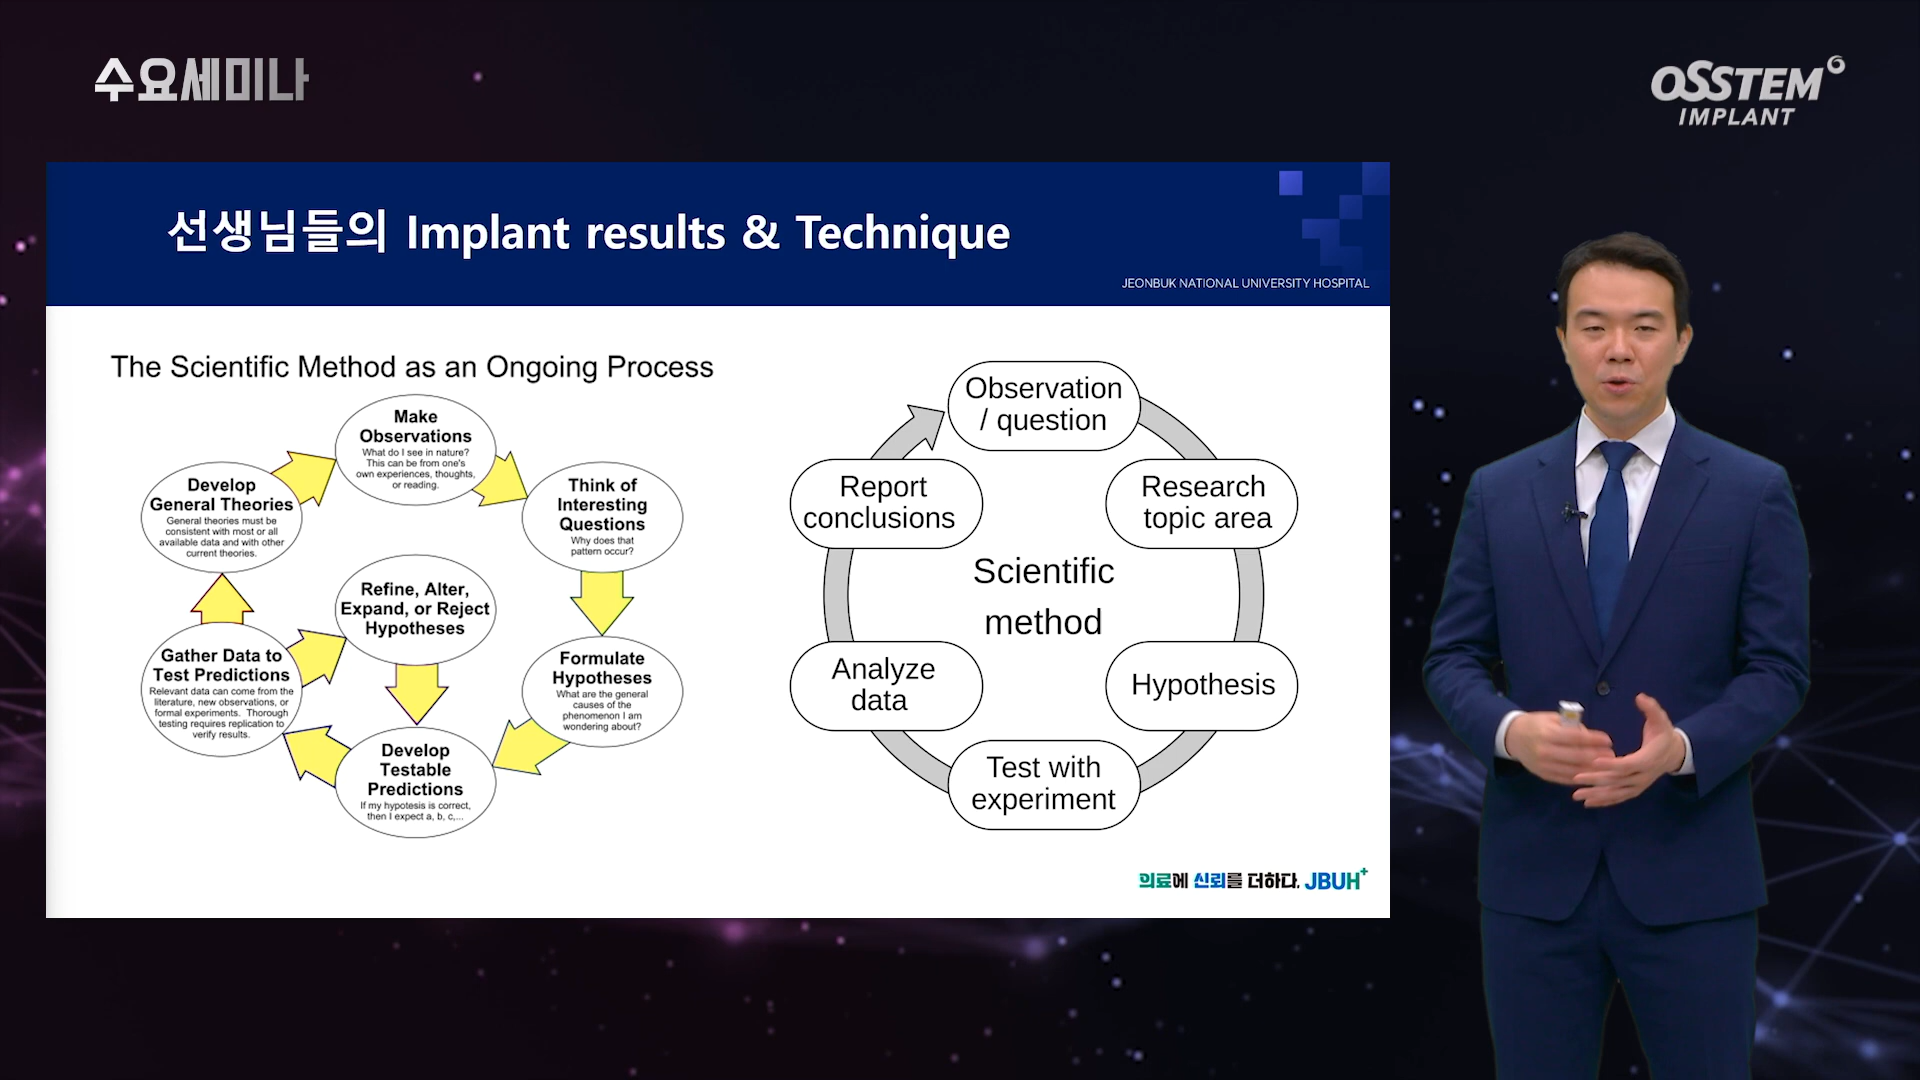 수요세미나
OSSTEM
IMPLANT
선생님들의 Implant results & Technique
JEONBUK NATIONAL UNIVERSITY HOSPITAL
The Scientific Method as an Ongoing Process
Make
Observations
What do I see in nature?
This can be from one's
own experiences, thoughts,
or reading.
Think of
Interesting
Questions
Why does that
pattern occur?
Formulate
Hypotheses
What are the general
causes of the
phenomenon I am
wondering about?
Develop
Testable
Predictions
If my hypotesis is correct,
then I expect a, b, c,...
Gather Data to
Test Predictions
Relevant data can come from the
literature, new observations, or
formal experiments. Thorough
testing requires replication to
verify results.
Refine, Alter,
Expand, or Reject
Hypotheses
Develop
General Theories
General theories must be
consistent with most or all
available data and with other
current theories.
Observation
/ question
Research
topic area
Hypothesis
Test with
experiment
Analyze
data
Report
conclusions
Scientific
method
의료에 신뢰를 더하다. JBUH+